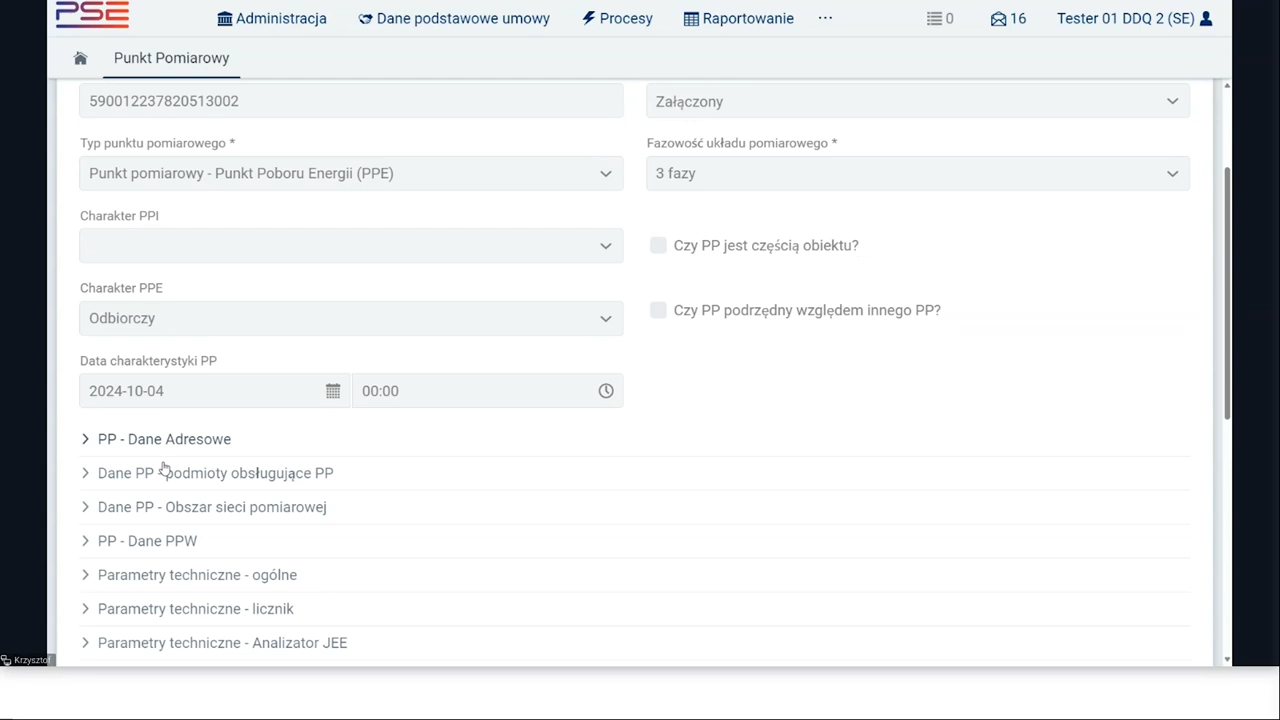 PSE
Administracja
Dane podstawowe umowy
Procesy
Raportowanie
...
0
16
Tester 01 DDQ 2 (SE)
Punkt Pomiarowy
590012237820513002
Załączony
Typ punktu pomiarowego *
Fazowość układu pomiarowego *
Punkt pomiarowy - Punkt Poboru Energii (PPE)
3 fazy
Charakter PPI
Czy PP jest częścią obiektu?
Charakter PPE
Odbiorczy
Czy PP podrzędny względem innego PP?
Data charakterystyki PP
2024-10-04
00:00
PP - Dane Adresowe
Dane PP - podmioty obsługujące PP
Dane PP - Obszar sieci pomiarowej
PP - Dane PPW
Parametry techniczne - ogólne
Parametry techniczne - licznik
Parametry techniczne - Analizator JEE
Krzysztof